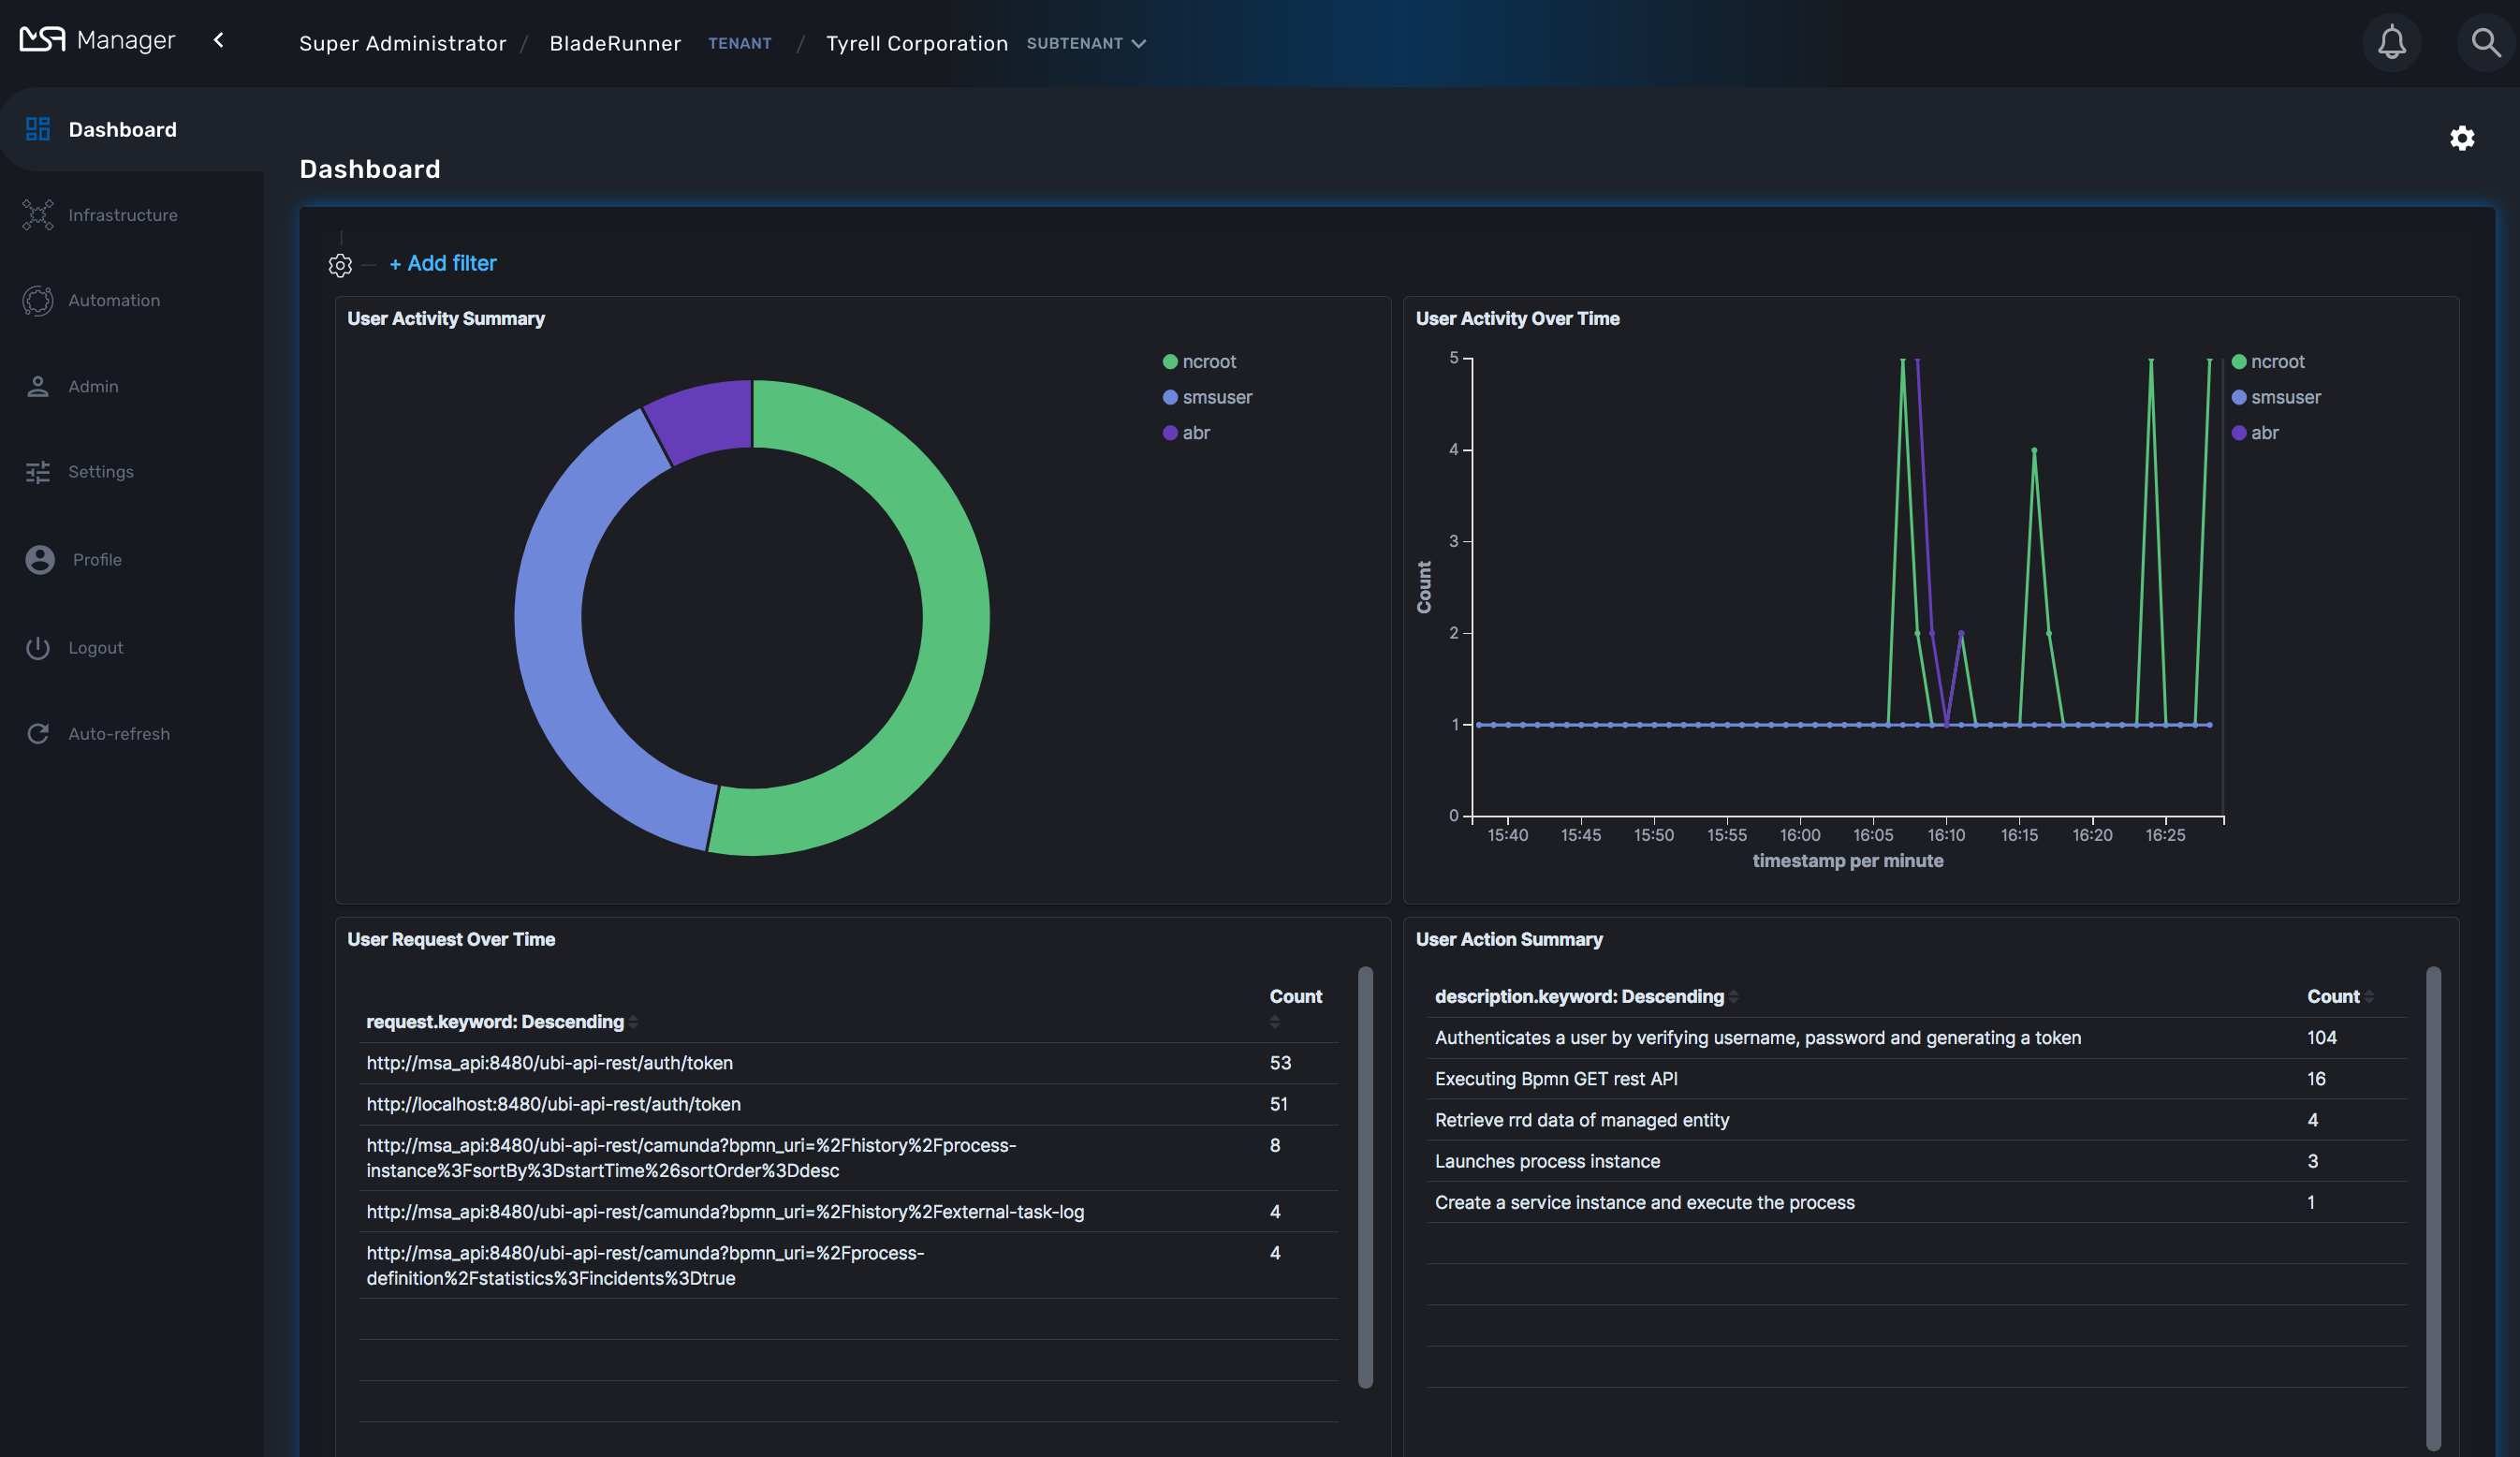 MSA Manager
Super Administrator / BladeRunner TENANT / Tyrell Corporation SUBTENANT
Dashboard
Infrastructure
Automation
Admin
Settings
Profile
Logout
Auto-refresh
Dashboard
+ Add filter
User Activity Summary
ncroot
smsuser
abr
User Activity Over Time
5
4
3
2
1
0
Count
15:40 15:45 15:50 15:55 16:00 16:05 16:10 16:15 16:20 16:25
timestamp per minute
ncroot
smsuser
abr
User Request Over Time
request.keyword: Descending Count
http://msa_api:8480/ubi-api-rest/auth/token 53
http://localhost:8480/ubi-api-rest/auth/token 51
http://msa_api:8480/ubi-api-rest/camunda?bpmn_uri=%2Fhistory%2Fprocess- 8
instance%3FsortBy%3DstartTime%26sortOrder%3Ddesc
http://msa_api:8480/ubi-api-rest/camunda?bpmn_uri=%2Fhistory%2Fexternal-task-log 4
http://msa_api:8480/ubi-api-rest/camunda?bpmn_uri=%2Fprocess- 4
definition%2Fstatistics%3Fincidents%3Dtrue
User Action Summary
description.keyword: Descending Count
Authenticates a user by verifying username, password and generating a token 104
Executing Bpmn GET rest API 16
Retrieve rrd data of managed entity 4
Launches process instance 3
Create a service instance and execute the process 1